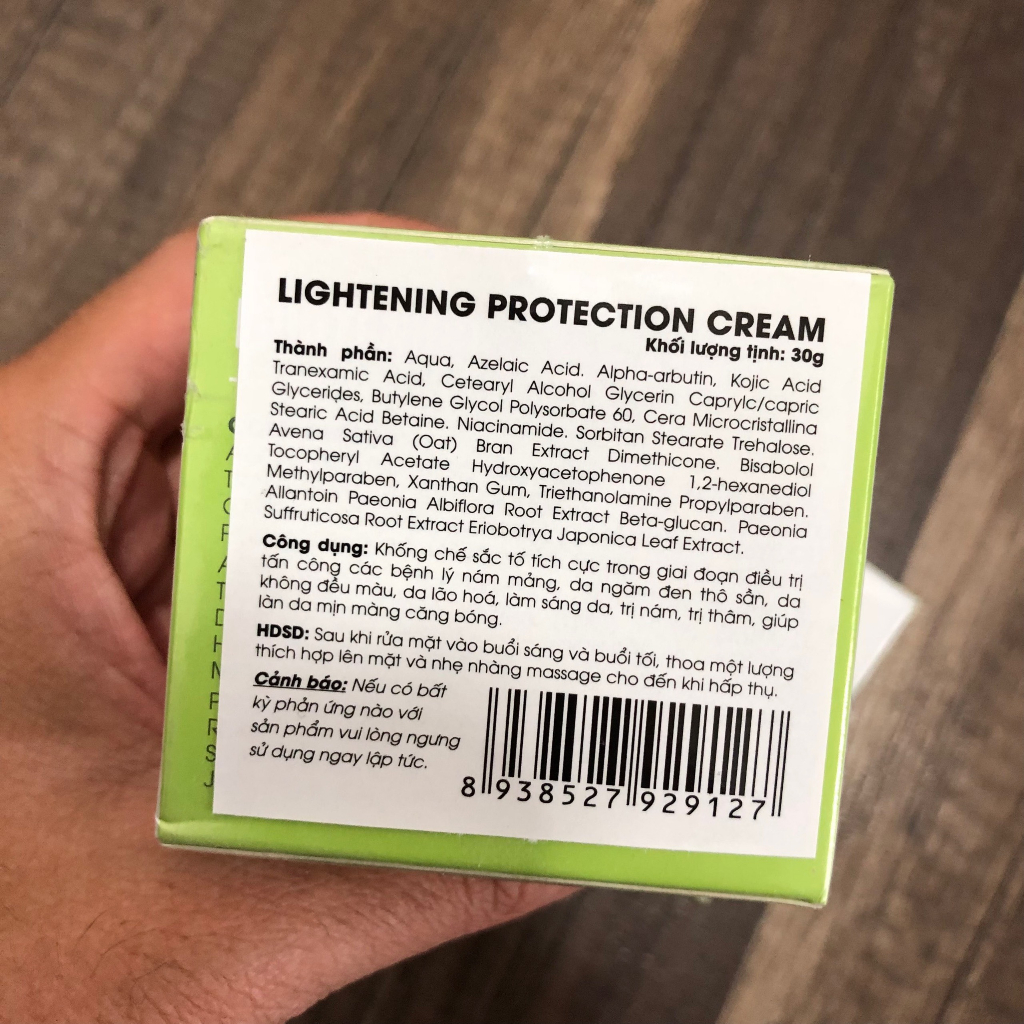 LIGHTENING PROTECTION CREAM
Khối lượng tịnh: 30g
Thành phần: Aqua, Azelaic Acid. Alpha-arbutin, Kojic Acid
Tranexamic Acid, Cetearyl Alcohol Glycerin Caprylc/capric
Glycerides, Butylene Glycol Polysorbate 60, Cera Microcristallina
Stearic Acid Betaine. Niacinamide. Sorbitan Stearate Trehalose.
Avena Sativa (Oat) Bran Extract Dimethicone. Bisabolol
Tocopheryl Acetate Hydroxyacetophenone 1,2-hexanediol
Methylparaben, Xanthan Gum, Triethanolamine Propylparaben.
Allantoin Paeonia Albiflora Root Extract Beta-glucan. Paeonia
Suffruticosa Root Extract Eriobotrya Japonica Leaf Extract.
Công dụng: Khống chế sắc tố tích cực trong giai đoạn điều trị
tấn công các bệnh lý nám mảng, da ngăm đen thô sần, da
không đều màu, da lão hoá, làm sáng da, trị nám, trị thâm, giúp
làn da mịn màng căng bóng.
HDSD: Sau khi rửa mặt vào buổi sáng và buổi tối, thoa một lượng
thích hợp lên mặt và nhẹ nhàng massage cho đến khi hấp thụ.
Cảnh báo: Nếu có bất
kỳ phản ứng nào với
sản phẩm vui lòng ngưng
sử dụng ngay lập tức.
8 938527 929127